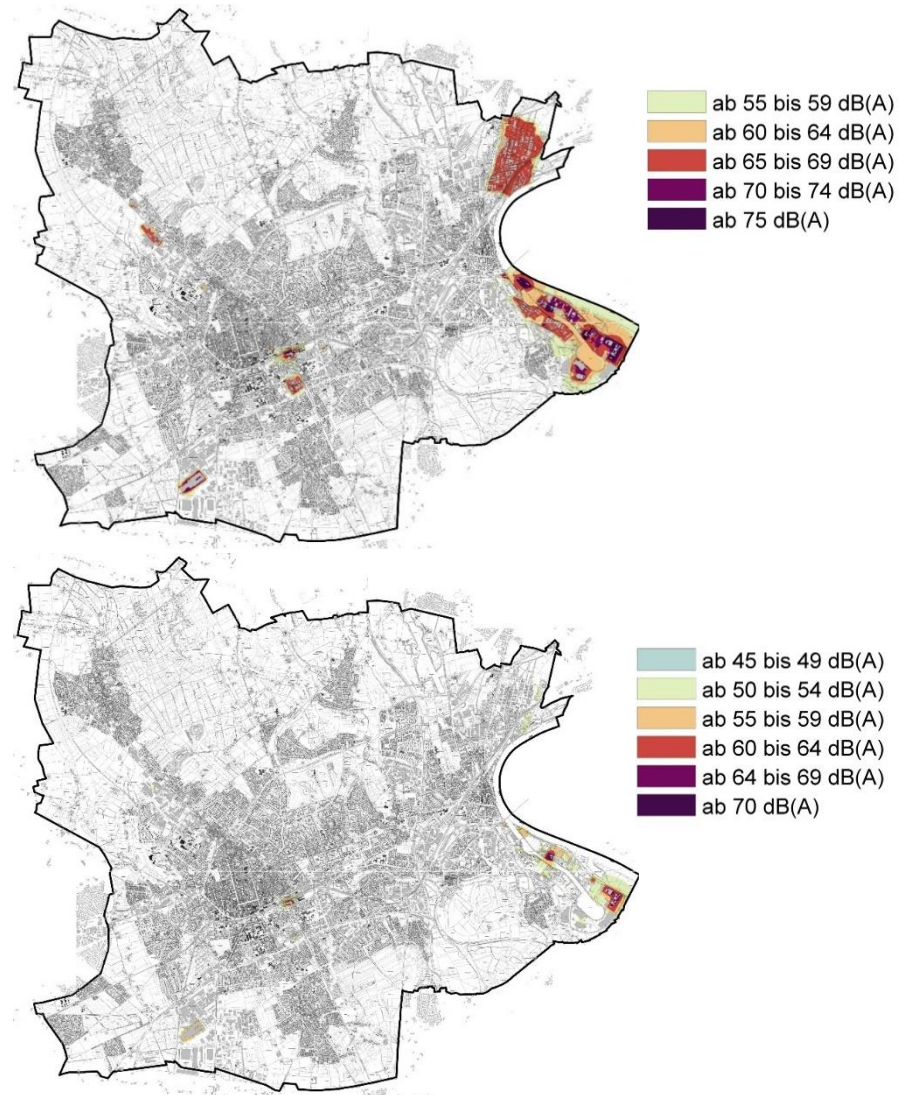 ab 55 bis 59 dB(A)
ab 60 bis 64 dB(A)
ab 65 bis 69 dB(A)
ab 70 bis 74 dB(A)
ab 75 dB(A)
ab 45 bis 49 dB(A)
ab 50 bis 54 dB(A)
ab 55 bis 59 dB(A)
ab 60 bis 64 dB(A)
ab 64 bis 69 dB(A)
ab 70 dB(A)